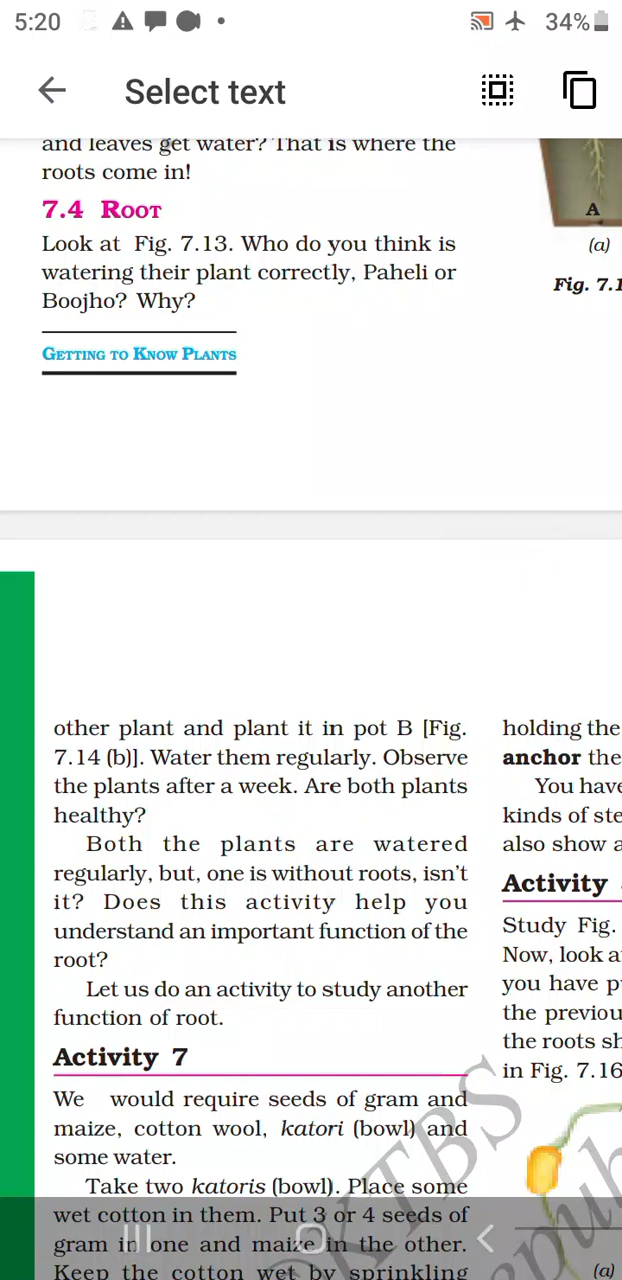 5:20
34%
Select text
and leaves get water? That is where the
roots come in!
7.4 ROOT
Look at Fig. 7.13. Who do you think is
watering their plant correctly, Paheli or
Boojho? Why?
GETTING TO KNOW PLANTS
A
(a)
Fig. 7.1
other plant and plant it in pot B [Fig.
7.14 (b)]. Water them regularly. Observe
the plants after a week. Are both plants
healthy?
Both the plants are watered
regularly, but, one is without roots, isn't
it? Does this activity help you
understand an important function of the
root?
Let us do an activity to study another
function of root.
Activity 7
We would require seeds of gram and
maize, cotton wool, katori (bowl) and
some water.
Take two katoris (bowl). Place some
wet cotton in them. Put 3 or 4 seeds of
gram in one and maize in the other.
Keep the cotton wet by sprinkling
holding the
anchor the
You have
kinds of ste
also show a
Activity
Study Fig.
Now, look a
you have p
the previou
the roots sh
in Fig. 7.16
(a)
@KTBS
repub